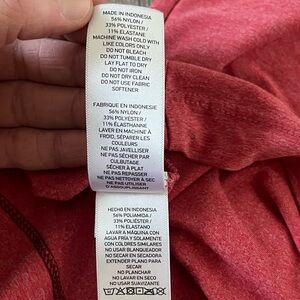 MADE IN INDONESIA
56% NYLON /
33% POLYESTER /
11% ELASTANE
MACHINE WASH COLD WITH
LIKE COLORS ONLY
DO NOT BLEACH
DO NOT TUMBLE DRY
LAY FLAT TO DRY
DO NOT IRON
DO NOT DRY CLEAN
DO NOT USE FABRIC
SOFTENER
FABRIQUE EN INDONESIE
56% NYLON /
33% POLYESTER /
11% ÉLASTHANNE
LAVER EN MACHINE À
FROID, SÉPARER LES
COULEURS
NE PAS JAVELLISER
NE PAS SÉCHER PAR
CULBUTAGE
SÉCHER À PLAT
NE PAS REPASSER
NE PAS NETTOYER À SEC
NE PAS UTILISER
D'ASSOUPLISSANT
HECHO EN INDONESIA
56% POLIAMIDA /
33% POLIÉSTER /
11% ELASTANO
LAVAR A MÁQUINA CON
AGUA FRÍA Y SOLAMENTE
CON COLORES SIMILARES
NO USAR BLANQUEADOR
NO SECAR EN SECADORA
EXTENDER PLANO PARA
SECAR
NO PLANCHAR
NO LAVAR EN SECO
NO USAR SUAVIZANTE